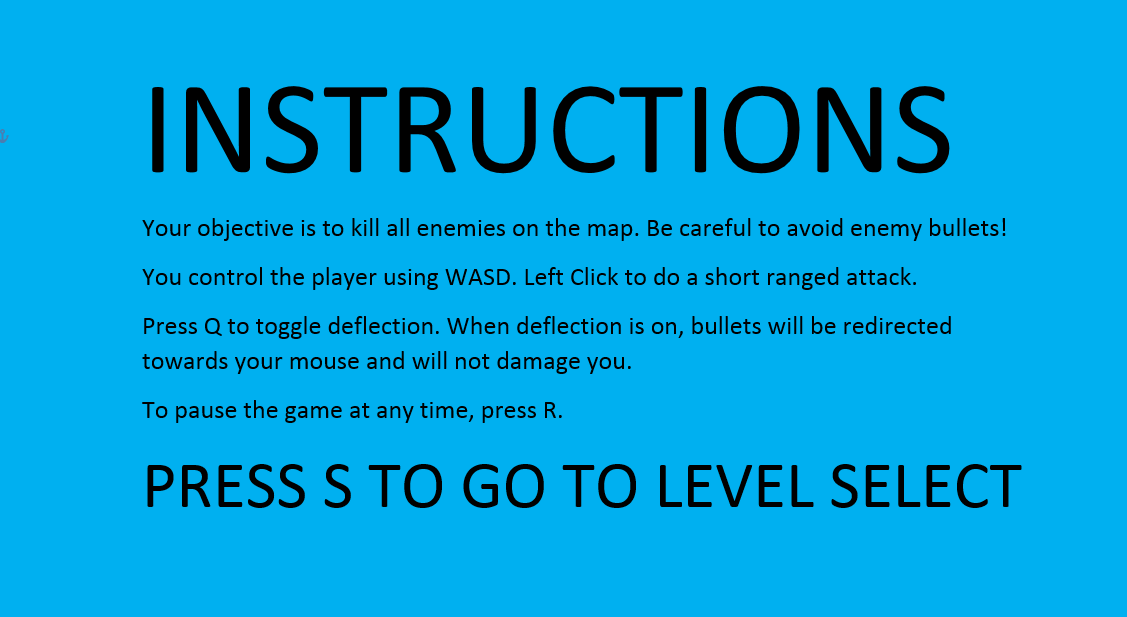 INSTRUCTIONS
Your objective is to kill all enemies on the map. Be careful to avoid enemy bullets!
You control the player using WASD. Left Click to do a short ranged attack.
Press Q to toggle deflection. When deflection is on, bullets will be redirected
towards your mouse and will not damage you.
To pause the game at any time, press R.
PRESS S TO GO TO LEVEL SELECT